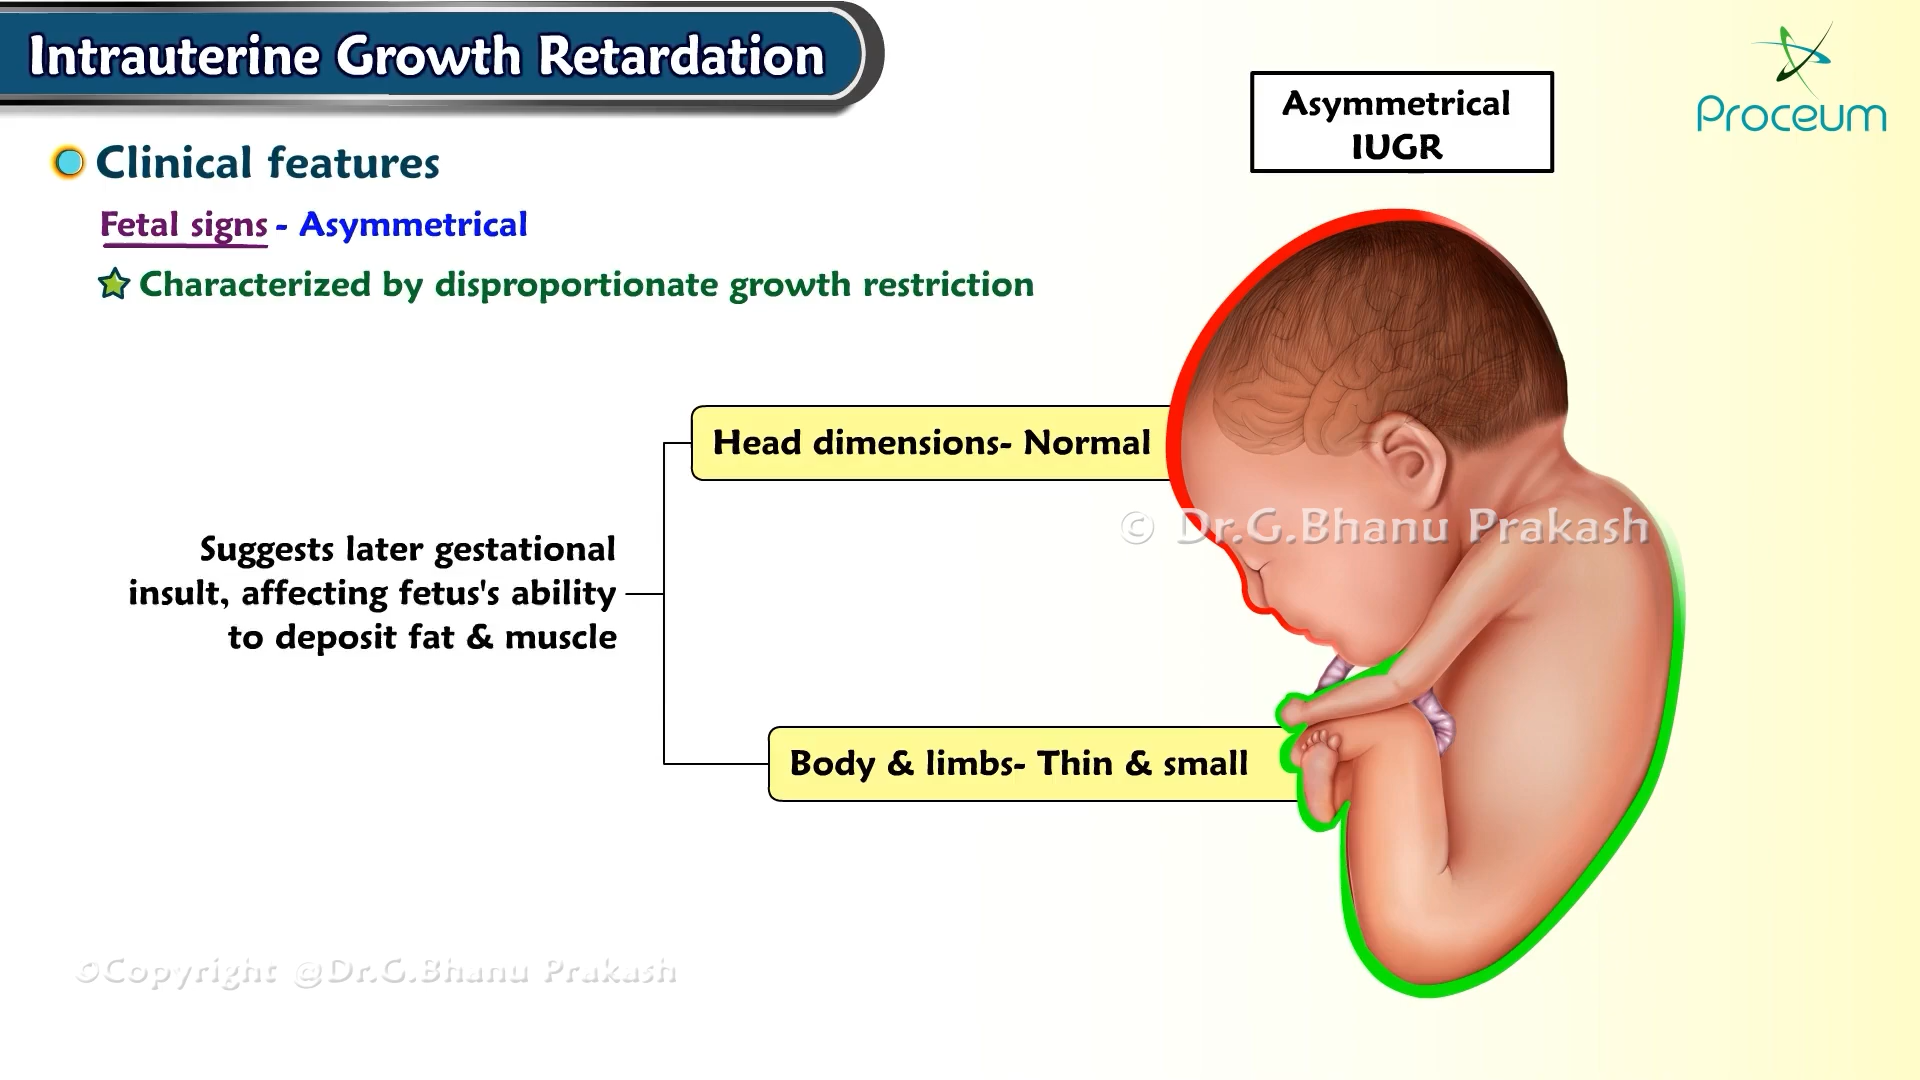 Intrauterine Growth Retardation
Proceum
Asymmetrical
IUGR
Clinical features
Fetal signs - Asymmetrical
Characterized by disproportionate growth restriction
Head dimensions- Normal
© Dr.G.Bhanu Prakash
Suggests later gestational
insult, affecting fetus's ability
to deposit fat & muscle
Body & limbs- Thin & small
©Copyright @Dr.G.Bhanu Prakash